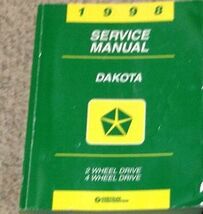 1998
SERVICE
MANUAL
DAKOTA
2 WHEEL DRIVE
4 WHEEL DRIVE